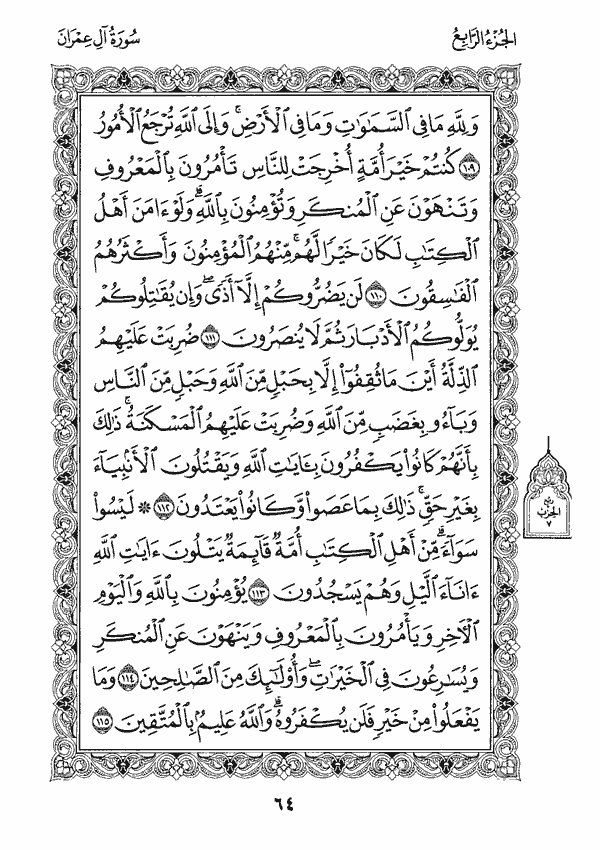 الجزء الرابع
سورة آل عمران
وَلِلَّهِ مَا فِي ٱلسَّمَٰوَٰتِ وَمَا فِي ٱلْأَرْضِۚ وَإِلَى ٱللَّهِ تُرْجَعُ ٱلْأُمُورُ
١٠٩ كُنتُمْ خَيْرَ أُمَّةٍ أُخْرِجَتْ لِلنَّاسِ تَأْمُرُونَ بِٱلْمَعْرُوفِ
وَتَنْهَوْنَ عَنِ ٱلْمُنكَرِ وَتُؤْمِنُونَ بِٱللَّهِۗ وَلَوْ ءَامَنَ أَهْلُ
ٱلْكِتَٰبِ لَكَانَ خَيْرًا لَّهُمۚ مِّنْهُمُ ٱلْمُؤْمِنُونَ وَأَكْثَرُهُمُ
ٱلْفَٰسِقُونَ ١١٠ لَن يَضُرُّوكُمْ إِلَّآ أَذًىۖ وَإِن يُقَٰتِلُوكُمْ
يُوَلُّوكُمُ ٱلْأَدْبَارَ ثُمَّ لَا يُنصَرُونَ ١١١ ضُرِبَتْ عَلَيْهِمُ
ٱلذِّلَّةُ أَيْنَ مَا ثُقِفُوٓا۟ إِلَّا بِحَبْلٍ مِّنَ ٱللَّهِ وَحَبْلٍ مِّنَ ٱلنَّاسِ
وَبَآءُو بِغَضَبٍ مِّنَ ٱللَّهِ وَضُرِبَتْ عَلَيْهِمُ ٱلْمَسْكَنَةُۚ ذَٰلِكَ
بِأَنَّهُمْ كَانُوا۟ يَكْفُرُونَ بِـَٔايَٰتِ ٱللَّهِ وَيَقْتُلُونَ ٱلْأَنۢبِيَآءَ
بِغَيْرِ حَقٍّۚ ذَٰلِكَ بِمَا عَصَوا۟ وَّكَانُوا۟ يَعْتَدُونَ ١١٢ ۞ لَيْسُوا۟
سَوَآءًۗ مِّنْ أَهْلِ ٱلْكِتَٰبِ أُمَّةٌ قَآئِمَةٌ يَتْلُونَ ءَايَٰتِ ٱللَّهِ
ءَانَآءَ ٱلَّيْلِ وَهُمْ يَسْجُدُونَ ١١٣ يُؤْمِنُونَ بِٱللَّهِ وَٱلْيَوْمِ
ٱلْءَاخِرِ وَيَأْمُرُونَ بِٱلْمَعْرُوفِ وَيَنْهَوْنَ عَنِ ٱلْمُنكَرِ
وَيُسَٰرِعُونَ فِي ٱلْخَيْرَٰتِۖ وَأُو۟لَٰٓئِكَ مِنَ ٱلصَّٰلِحِينَ ١١٤ وَمَا
يَفْعَلُوا۟ مِنْ خَيْرٍ فَلَن يُكْفَرُوهُۗ وَٱللَّهُ عَلِيمٌۢ بِٱلْمُتَّقِينَ ١١٥
ربع
الحزب
٧
٦٤